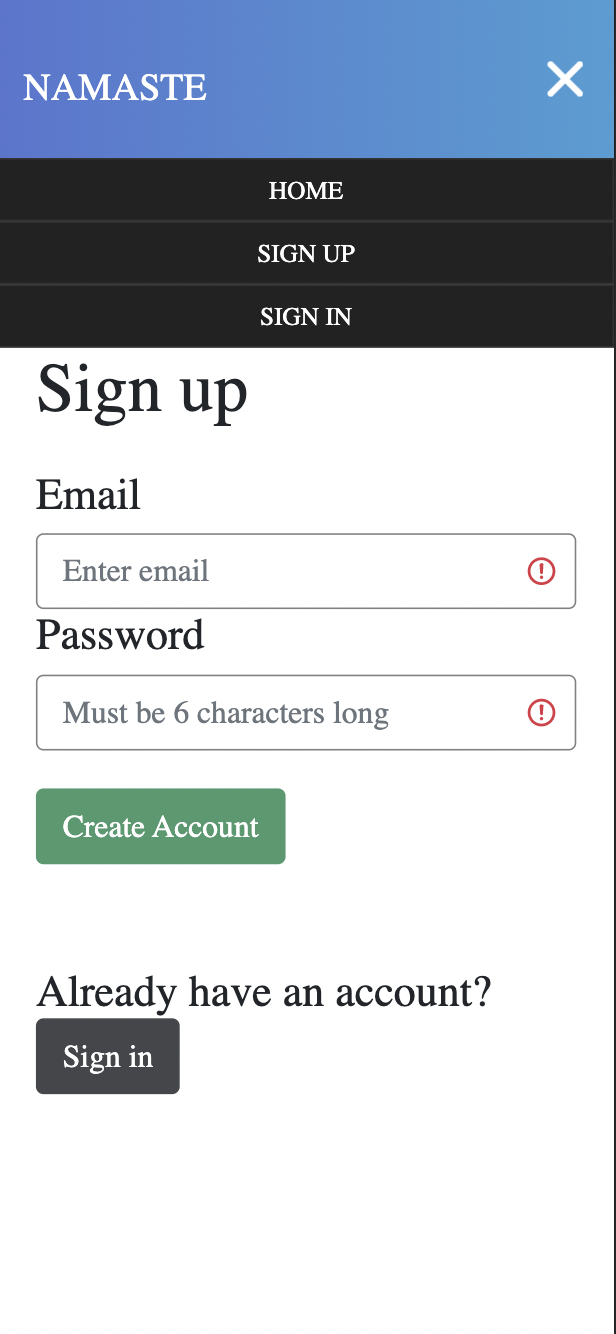 NAMASTE
HOME
SIGN UP
SIGN IN
Sign up
Email
Enter email
Password
Must be 6 characters long
Create Account
Already have an account?
Sign in